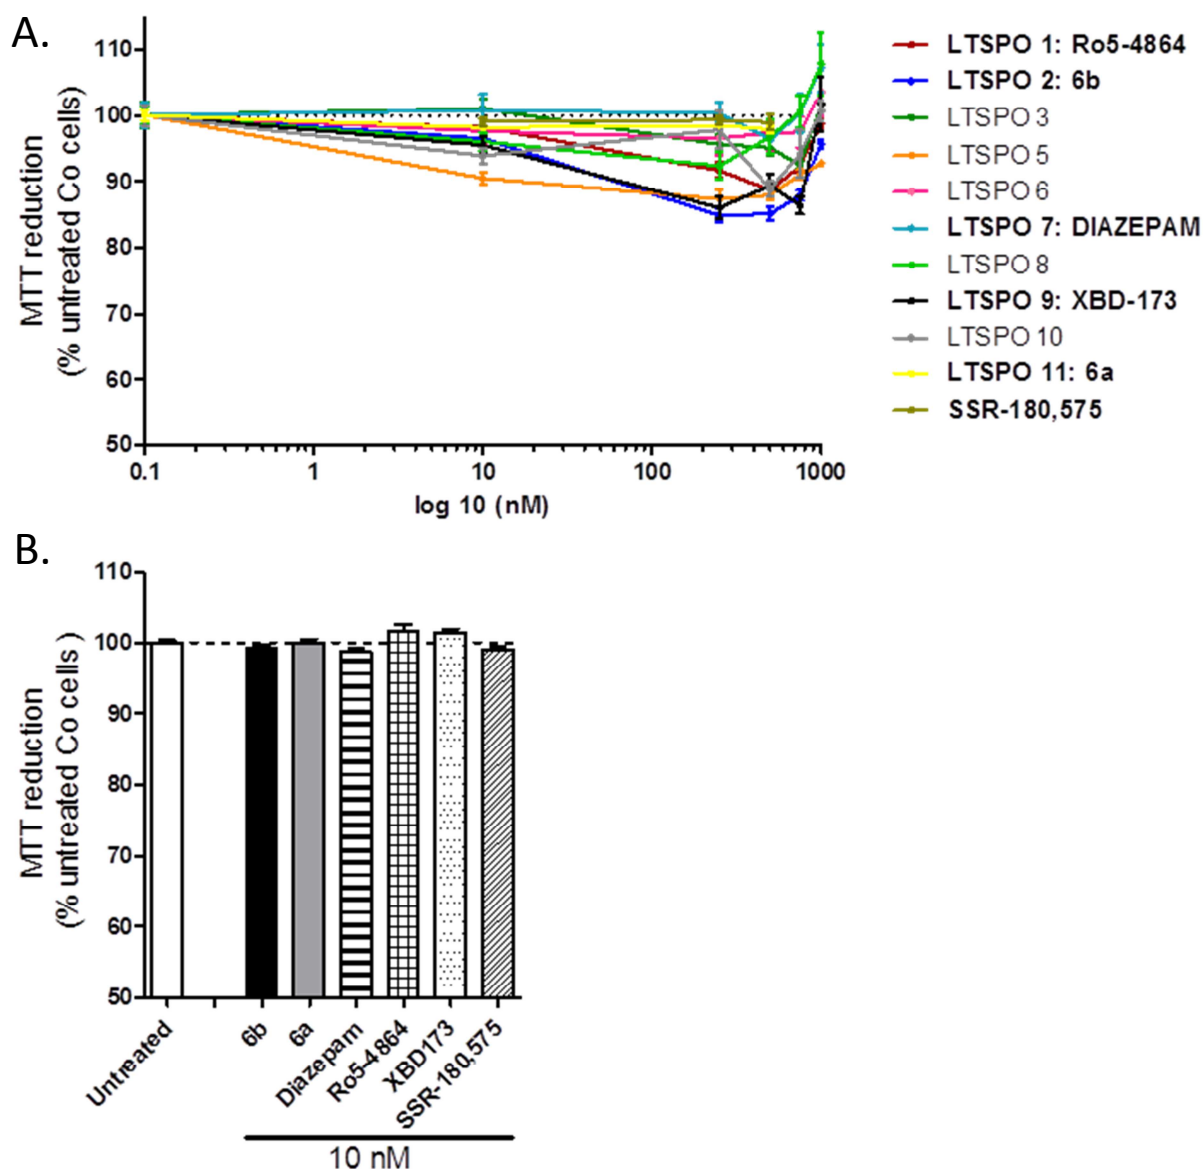 A.
MTT reduction
(% untreated Co cells)
110
100
90
80
70
60
50
0.1 1 10 100 1000
log 10 (nM)
LTSPO 1: Ro5-4864
LTSPO 2: 6b
LTSPO 3
LTSPO 5
LTSPO 6
LTSPO 7: DIAZEPAM
LTSPO 8
LTSPO 9: XBD-173
LTSPO 10
LTSPO 11: 6a
SSR-180,575
B.
MTT reduction
(% untreated Co cells )
110
100
90
80
70
60
50
Untreated
6b
6a
Diazepam
Ro5-4864
XBD173
SSR-180,575
10 nM